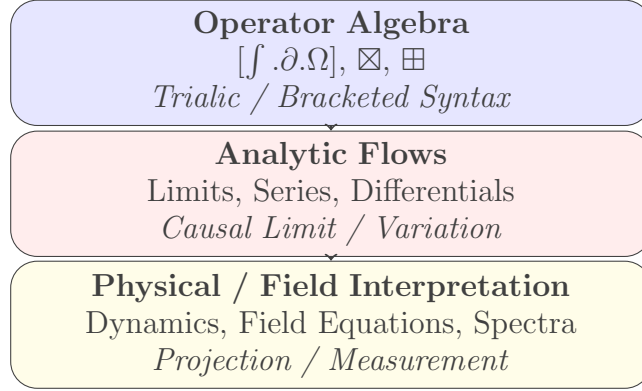 Operator Algebra
[∫ .∂.Ω], ⊠, ⊞
Trialic / Bracketed Syntax
Analytic Flows
Limits, Series, Differentials
Causal Limit / Variation
Physical / Field Interpretation
Dynamics, Field Equations, Spectra
Projection / Measurement